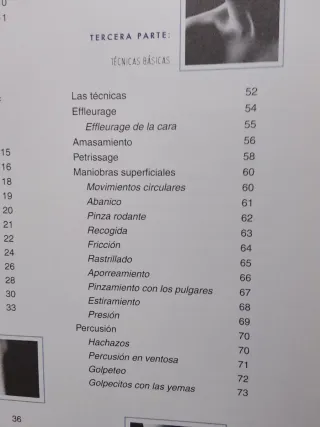 0
1
15
16
18
19
20
21
22
24
26
28
30
33
36
TERCERA PARTE:
TÉCNICAS BÁSICAS
Las técnicas 52
Effleurage 54
Effleurage de la cara 55
Amasamiento 56
Petrissage 58
Maniobras superficiales 60
Movimientos circulares 60
Abanico 61
Pinza rodante 62
Recogida 63
Fricción 64
Rastrillado 65
Aporreamiento 66
Pinzamiento con los pulgares 67
Estiramiento 68
Presión 69
Percusión 70
Hachazos 70
Percusión en ventosa 71
Golpeteo 72
Golpecitos con las yemas 73